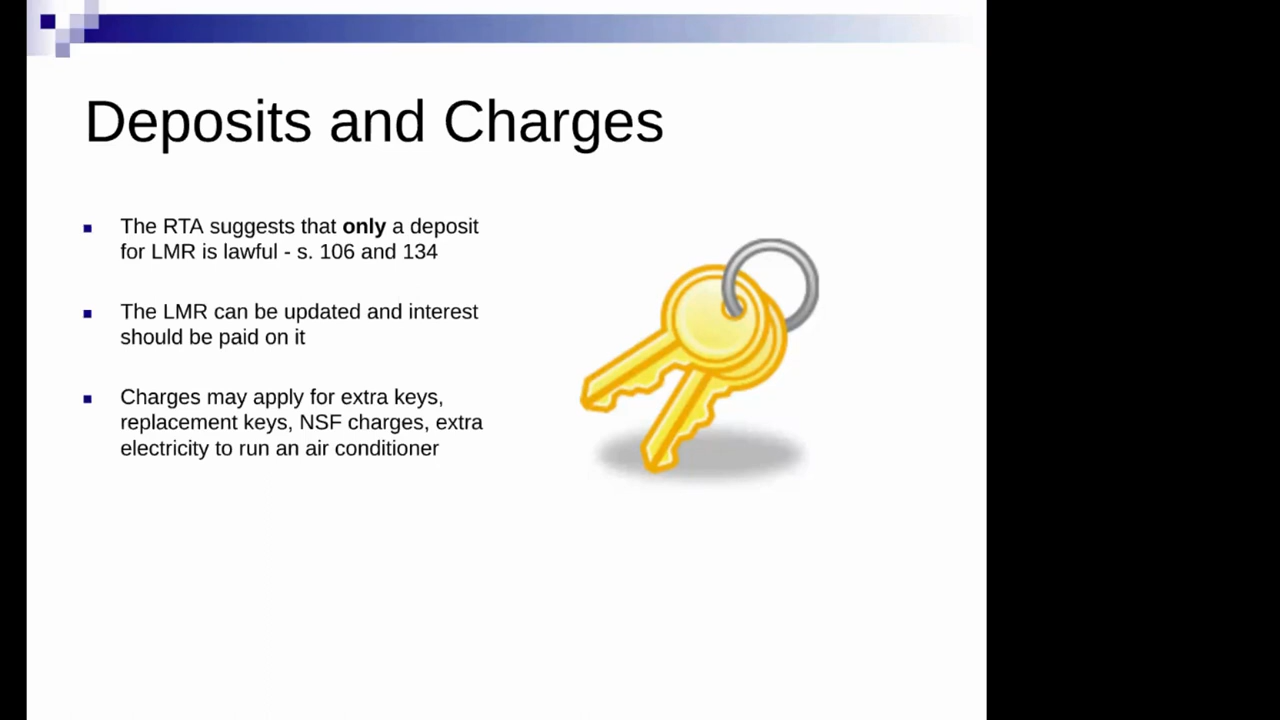 Deposits and Charges
The RTA suggests that only a deposit
for LMR is lawful - s. 106 and 134
The LMR can be updated and interest
should be paid on it
Charges may apply for extra keys,
replacement keys, NSF charges, extra
electricity to run an air conditioner